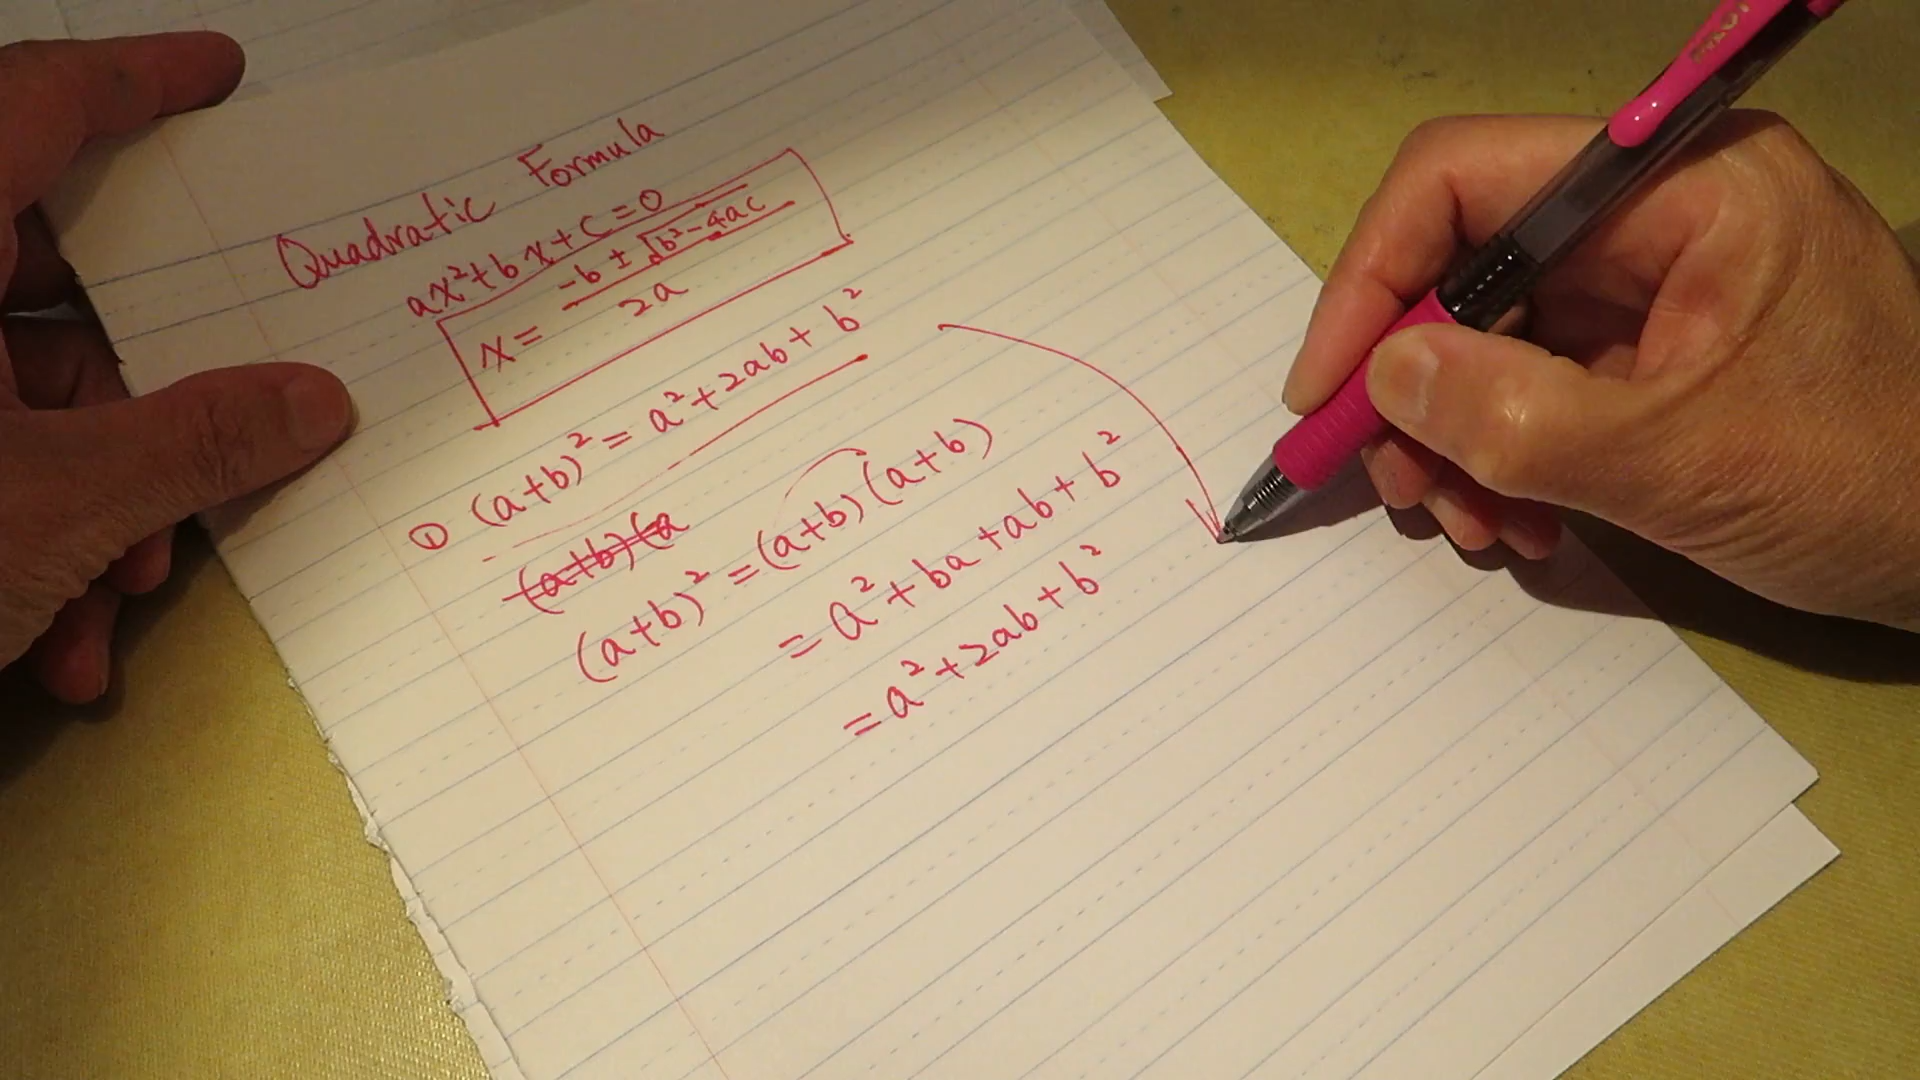 Quadratic Formula
ax²+bx+c=0
x= -b ± √b²-4ac / 2a
① (a+b)² = a²+2ab+b²
(a+b)(a
(a+b)² = (a+b)(a+b)
= a²+ba+ab+b²
= a²+2ab+b²